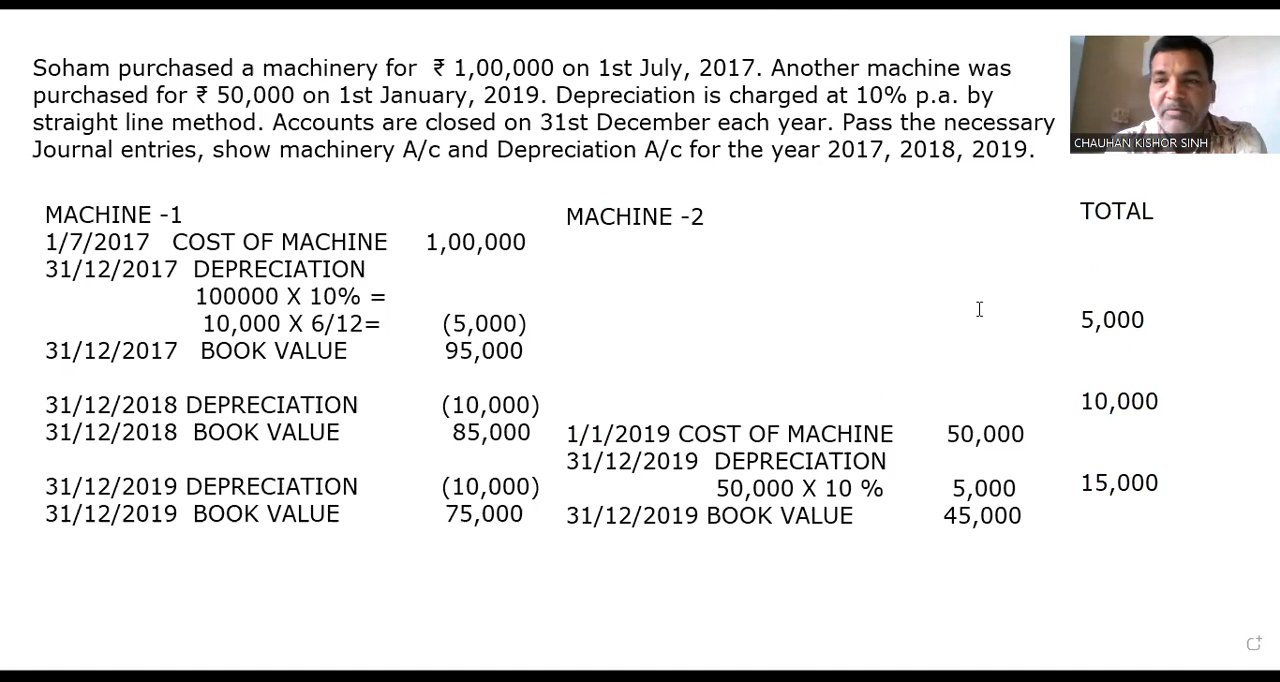 Soham purchased a machinery for ₹ 1,00,000 on 1st July, 2017. Another machine was
purchased for ₹ 50,000 on 1st January, 2019. Depreciation is charged at 10% p.a. by
straight line method. Accounts are closed on 31st December each year. Pass the necessary
Journal entries, show machinery A/c and Depreciation A/c for the year 2017, 2018, 2019.
CHAUHAN KISHOR SINH
MACHINE -1
1/7/2017 COST OF MACHINE 1,00,000
31/12/2017 DEPRECIATION
100000 X 10% =
10,000 X 6/12= (5,000)
31/12/2017 BOOK VALUE 95,000
31/12/2018 DEPRECIATION (10,000)
31/12/2018 BOOK VALUE 85,000
31/12/2019 DEPRECIATION (10,000)
31/12/2019 BOOK VALUE 75,000
MACHINE -2
1/1/2019 COST OF MACHINE 50,000
31/12/2019 DEPRECIATION
50,000 X 10 % 5,000
31/12/2019 BOOK VALUE 45,000
TOTAL
5,000
10,000
15,000